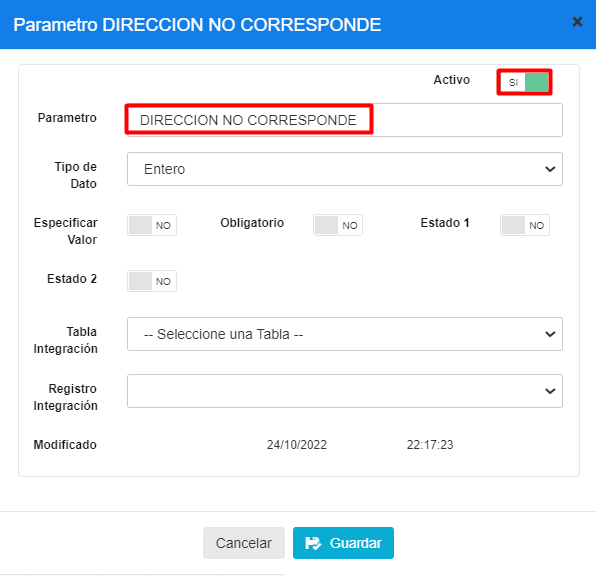 Parametro DIRECCION NO CORRESPONDE
×
Activo
SI
Parametro
DIRECCION NO CORRESPONDE
Tipo de
Dato
Entero
Especificar
Valor
NO
Obligatorio
NO
Estado 1
NO
Estado 2
NO
Tabla
Integración
-- Seleccione una Tabla --
Registro
Integración
Modificado
24/10/2022
22:17:23
Cancelar
Guardar